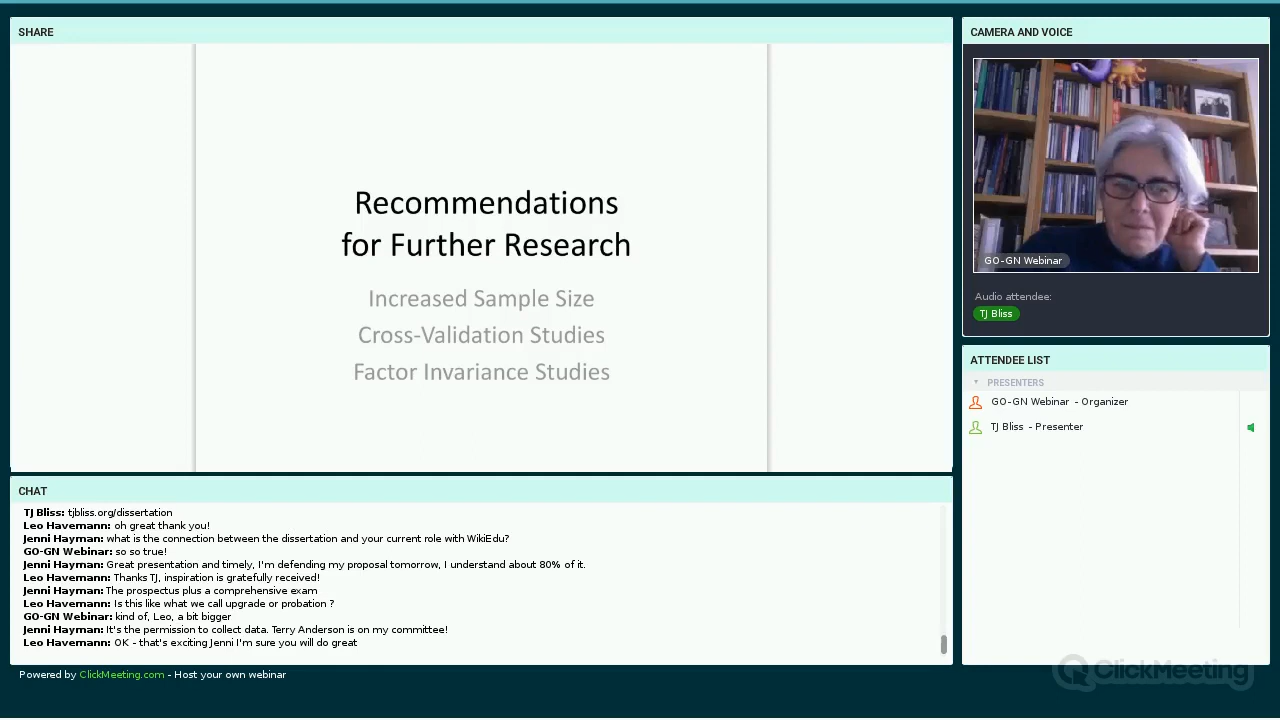 SHARE
Recommendations
for Further Research
Increased Sample Size
Cross-Validation Studies
Factor Invariance Studies
CHAT
TJ Bliss: tjbliss.org/dissertation
Leo Havemann: oh great thank you!
Jenni Hayman: what is the connection between the dissertation and your current role with WikiEdu?
GO-GN Webinar: so so true!
Jenni Hayman: Great presentation and timely, I'm defending my proposal tomorrow, I understand about 80% of it.
Leo Havemann: Thanks TJ, inspiration is gratefully received!
Jenni Hayman: The prospectus plus a comprehensive exam
Leo Havemann: Is this like what we call upgrade or probation ?
GO-GN Webinar: kind of, Leo, a bit bigger
Jenni Hayman: It's the permission to collect data. Terry Anderson is on my committee!
Leo Havemann: OK - that's exciting Jenni I'm sure you will do great
Powered by ClickMeeting.com - Host your own webinar
CAMERA AND VOICE
GO-GN Webinar
Audio attendee:
TJ Bliss
ATTENDEE LIST
PRESENTERS
GO-GN Webinar - Organizer
TJ Bliss - Presenter
ClickMeeting